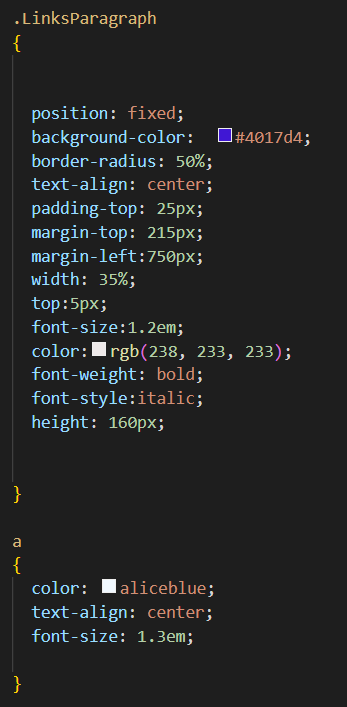 .LinksParagraph
{
position: fixed;
background-color: #4017d4;
border-radius: 50%;
text-align: center;
padding-top: 25px;
margin-top: 215px;
margin-left:750px;
width: 35%;
top:5px;
font-size:1.2em;
color:rgb(238, 233, 233);
font-weight: bold;
font-style:italic;
height: 160px;
}
a
{
color: aliceblue;
text-align: center;
font-size: 1.3em;
}